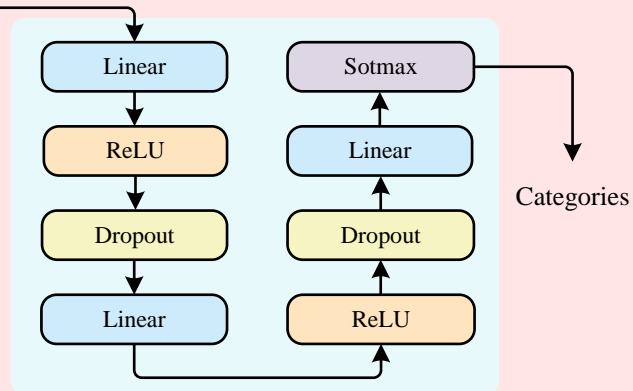 Linear
ReLU
Dropout
Linear
ReLU
Dropout
Linear
Sotmax
Categories